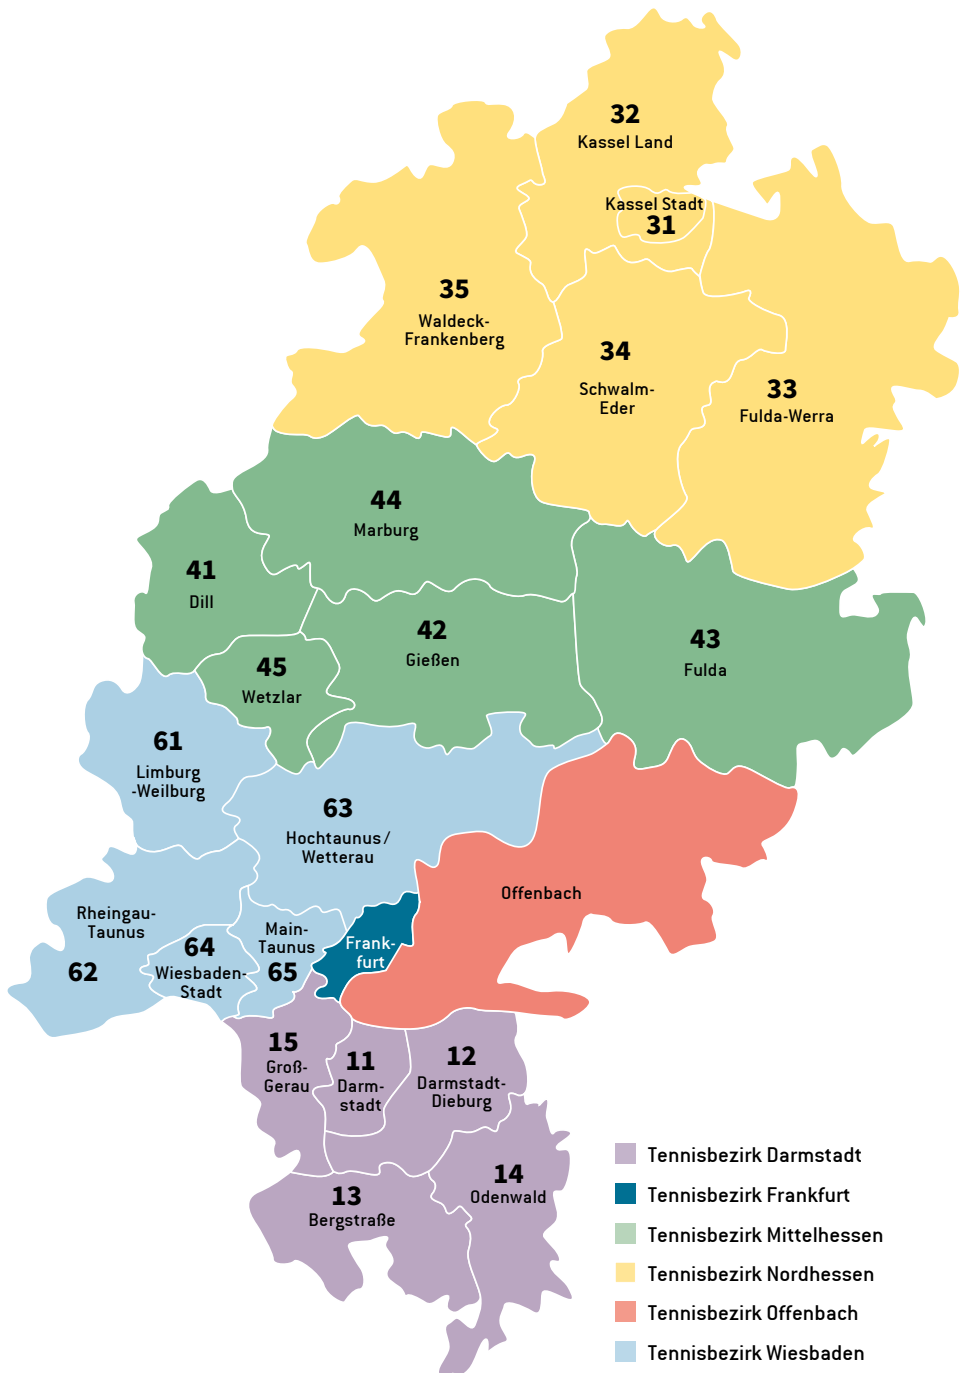 32
Kassel Land
Kassel Stadt
31
35
Waldeck-
Frankenberg
34
Schwalm-
Eder
33
Fulda-Werra
44
Marburg
41
Dill
42
Gießen
43
Fulda
45
Wetzlar
61
Limburg
-Weilburg
63
Hochtaunus/
Wetterau
Offenbach
Rheingau-
Taunus
62
64
Wiesbaden-
Stadt
Main-
Taunus
65
Frank-
furt
15
Groß-
Gerau
11
Darm-
stadt
12
Darmstadt-
Dieburg
14
Odenwald
13
Bergstraße
Tennisbezirk Darmstadt
Tennisbezirk Frankfurt
Tennisbezirk Mittelhessen
Tennisbezirk Nordhessen
Tennisbezirk Offenbach
Tennisbezirk Wiesbaden